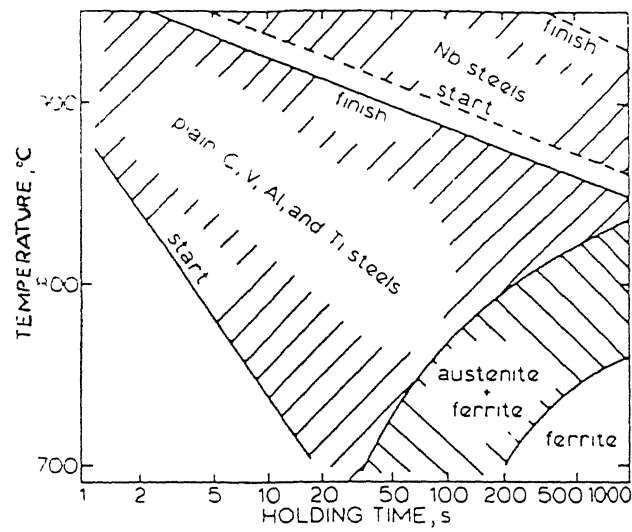 finish
Nb steels
start
finish
plain C, V, Al, and Ti steels
start
austenite
+
ferrite
ferrite
700
1 2 5 10 20 50 100 200 500 1000
HOLDING TIME, s
TEMPERATURE, °C